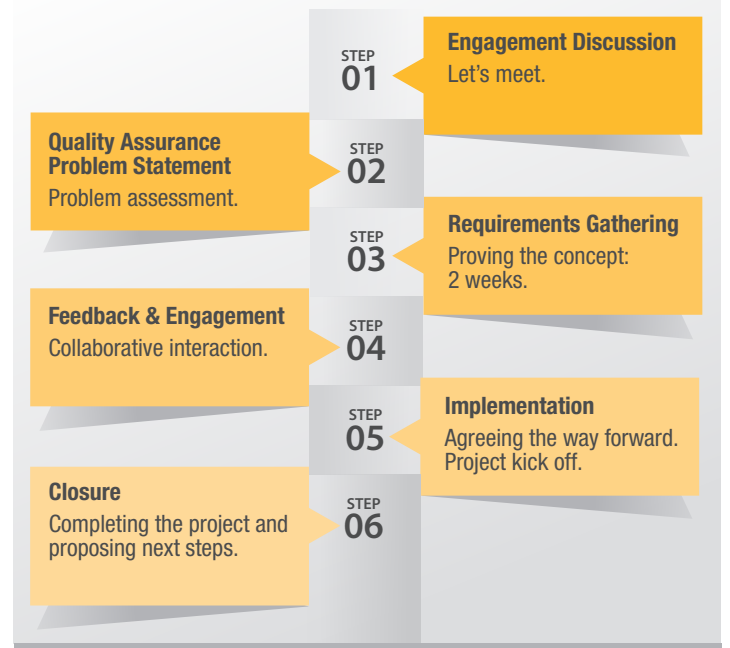 STEP
01
Engagement Discussion
Let’s meet.
STEP
02
Quality Assurance
Problem Statement
Problem assessment.
STEP
03
Requirements Gathering
Proving the concept:
2 weeks.
STEP
04
Feedback & Engagement
Collaborative interaction.
STEP
05
Implementation
Agreeing the way forward.
Project kick off.
STEP
06
Closure
Completing the project and
proposing next steps.